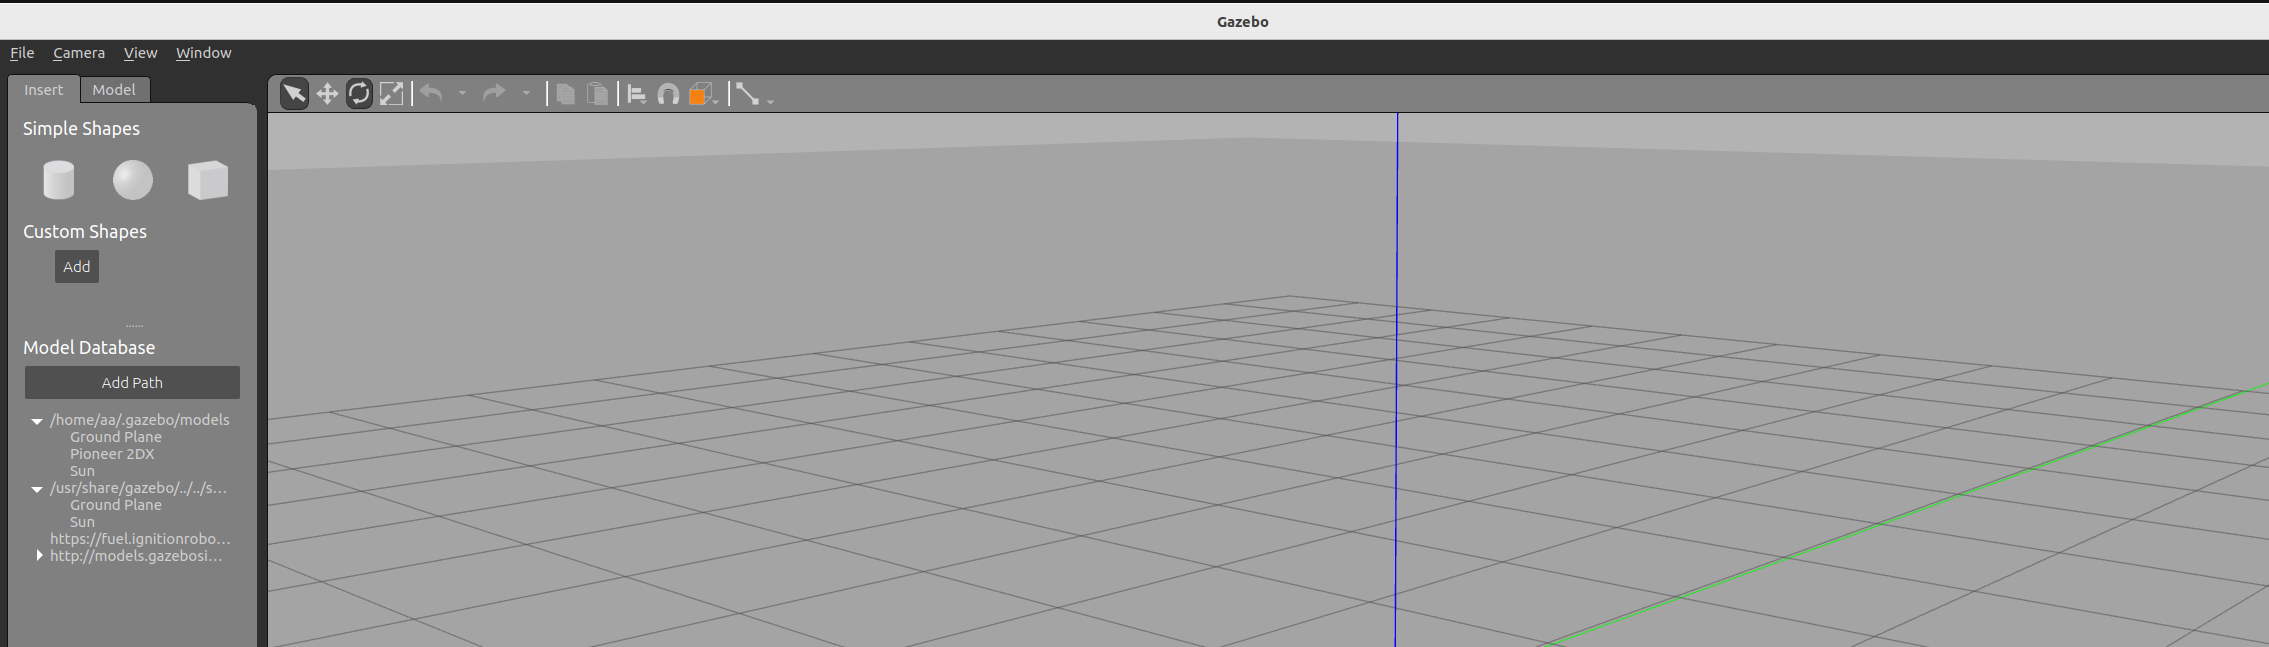 Gazebo
File Camera View Window
Insert Model
Simple Shapes
Custom Shapes
Add
Model Database
Add Path
/home/aa/.gazebo/models
Ground Plane
Pioneer 2DX
Sun
/usr/share/gazebo/../../s...
Ground Plane
Sun
https://fuel.ignitionrobo...
http://models.gazebosi...